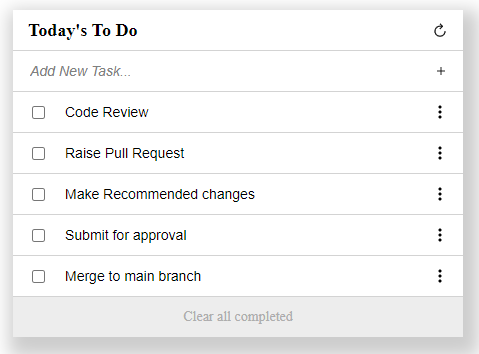 Today's To Do
Add New Task...
Code Review
Raise Pull Request
Make Recommended changes
Submit for approval
Merge to main branch
Clear all completed